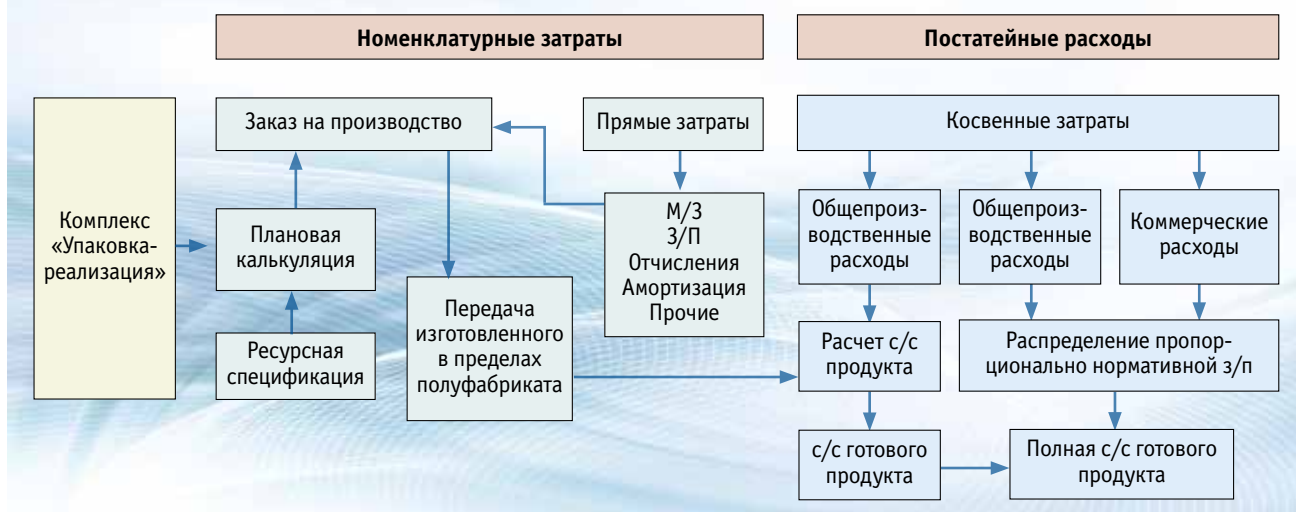 Номенклатурные затраты
Постатейные расходы
Комплекс
«Упаковка-
реализация»
Заказ на производство
Плановая
калькуляция
Ресурсная
спецификация
Передача
изготовленного
в пределах
полуфабриката
Прямые затраты
М/З
З/П
Отчисления
Амортизация
Прочие
Косвенные затраты
Общепроиз-
водственные
расходы
Общепроиз-
водственные
расходы
Коммерческие
расходы
Расчет с/с
продукта
Распределение пропор-
ционально нормативной з/п
с/с готового
продукта
Полная с/с готового
продукта